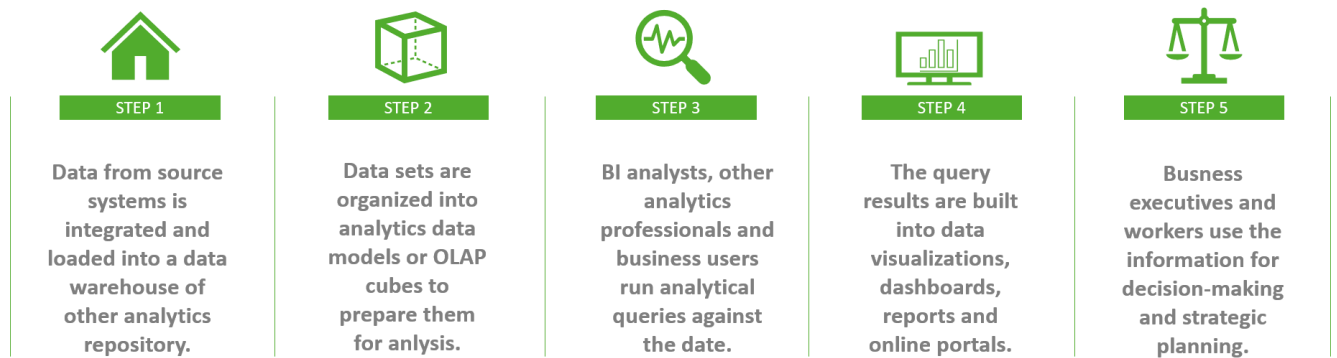 STEP 1
Data from source
systems is
integrated and
loaded into a data
warehouse of
other analytics
repository.
STEP 2
Data sets are
organized into
analytics data
models or OLAP
cubes to
prepare them
for anlysis.
STEP 3
BI analysts, other
analytics
professionals and
business users
run analytical
queries against
the date.
STEP 4
The query
results are built
into data
visualizations,
dashboards,
reports and
online portals.
STEP 5
Busness
executives and
workers use the
information for
decision-making
and strategic
planning.